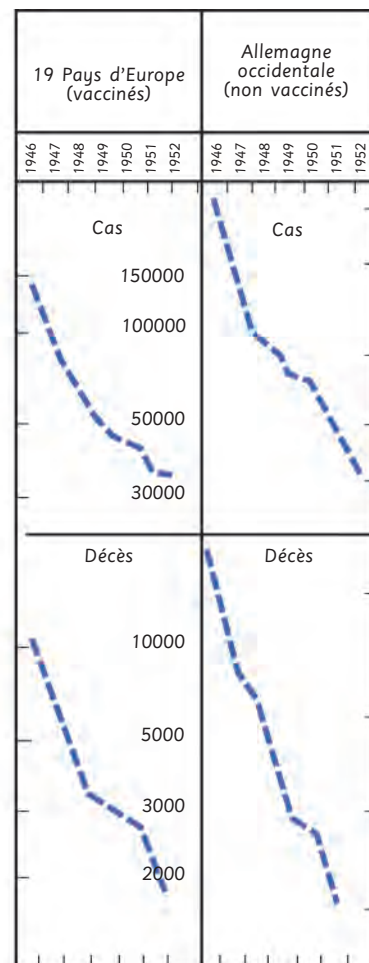 19 Pays d'Europe
(vaccinés)
Allemagne
occidentale
(non vaccinés)
1946
1947
1948
1949
1950
1951
1952
1946
1947
1948
1949
1950
1951
1952
Cas
Cas
150000
100000
50000
30000
Décès
Décès
10000
5000
3000
2000